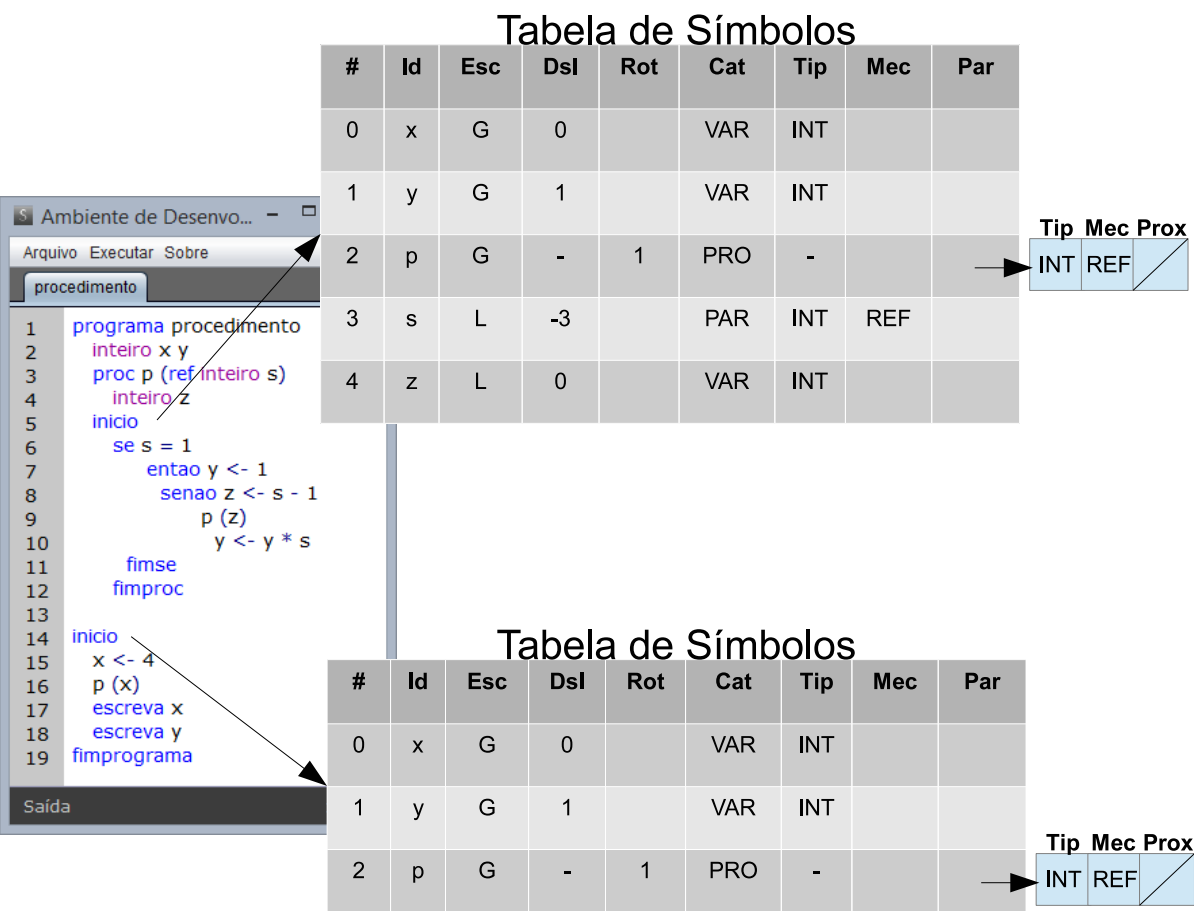 Tabela de Símbolos
# Id Esc Dsl Rot Cat Tip Mec Par
0 x G 0 VAR INT
1 y G 1 VAR INT
2 p G - 1 PRO -
3 s L -3 PAR INT REF
4 z L 0 VAR INT
Tip Mec Prox
INT REF
S Ambiente de Desenvo...
Arquivo Executar Sobre
procedimento
1 programa procedimento
2 inteiro x y
3 proc p (ref inteiro s)
4 inteiro z
5 inicio
6 se s = 1
7 entao y <- 1
8 senao z <- s - 1
9 p (z)
10 y <- y * s
11 fimse
12 fimproc
13
14 inicio
15 x <- 4
16 p (x)
17 escreva x
18 escreva y
19 fimprograma
Saída
Tabela de Símbolos
# Id Esc Dsl Rot Cat Tip Mec Par
0 x G 0 VAR INT
1 y G 1 VAR INT
2 p G - 1 PRO -
Tip Mec Prox
INT REF